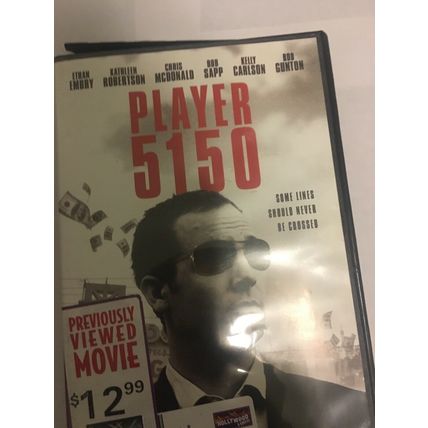 ETHAN EMBRY
KATHLEEN ROBERTSON
CHRIS MCDONALD
BOB SAPP
KELLY CARLSON
BOB GUNTON
PLAYER
5150
SOME LINES
SHOULD NEVER
BE CROSSED
PREVIOUSLY
VIEWED
MOVIE
$12.99
HOLLYWOOD